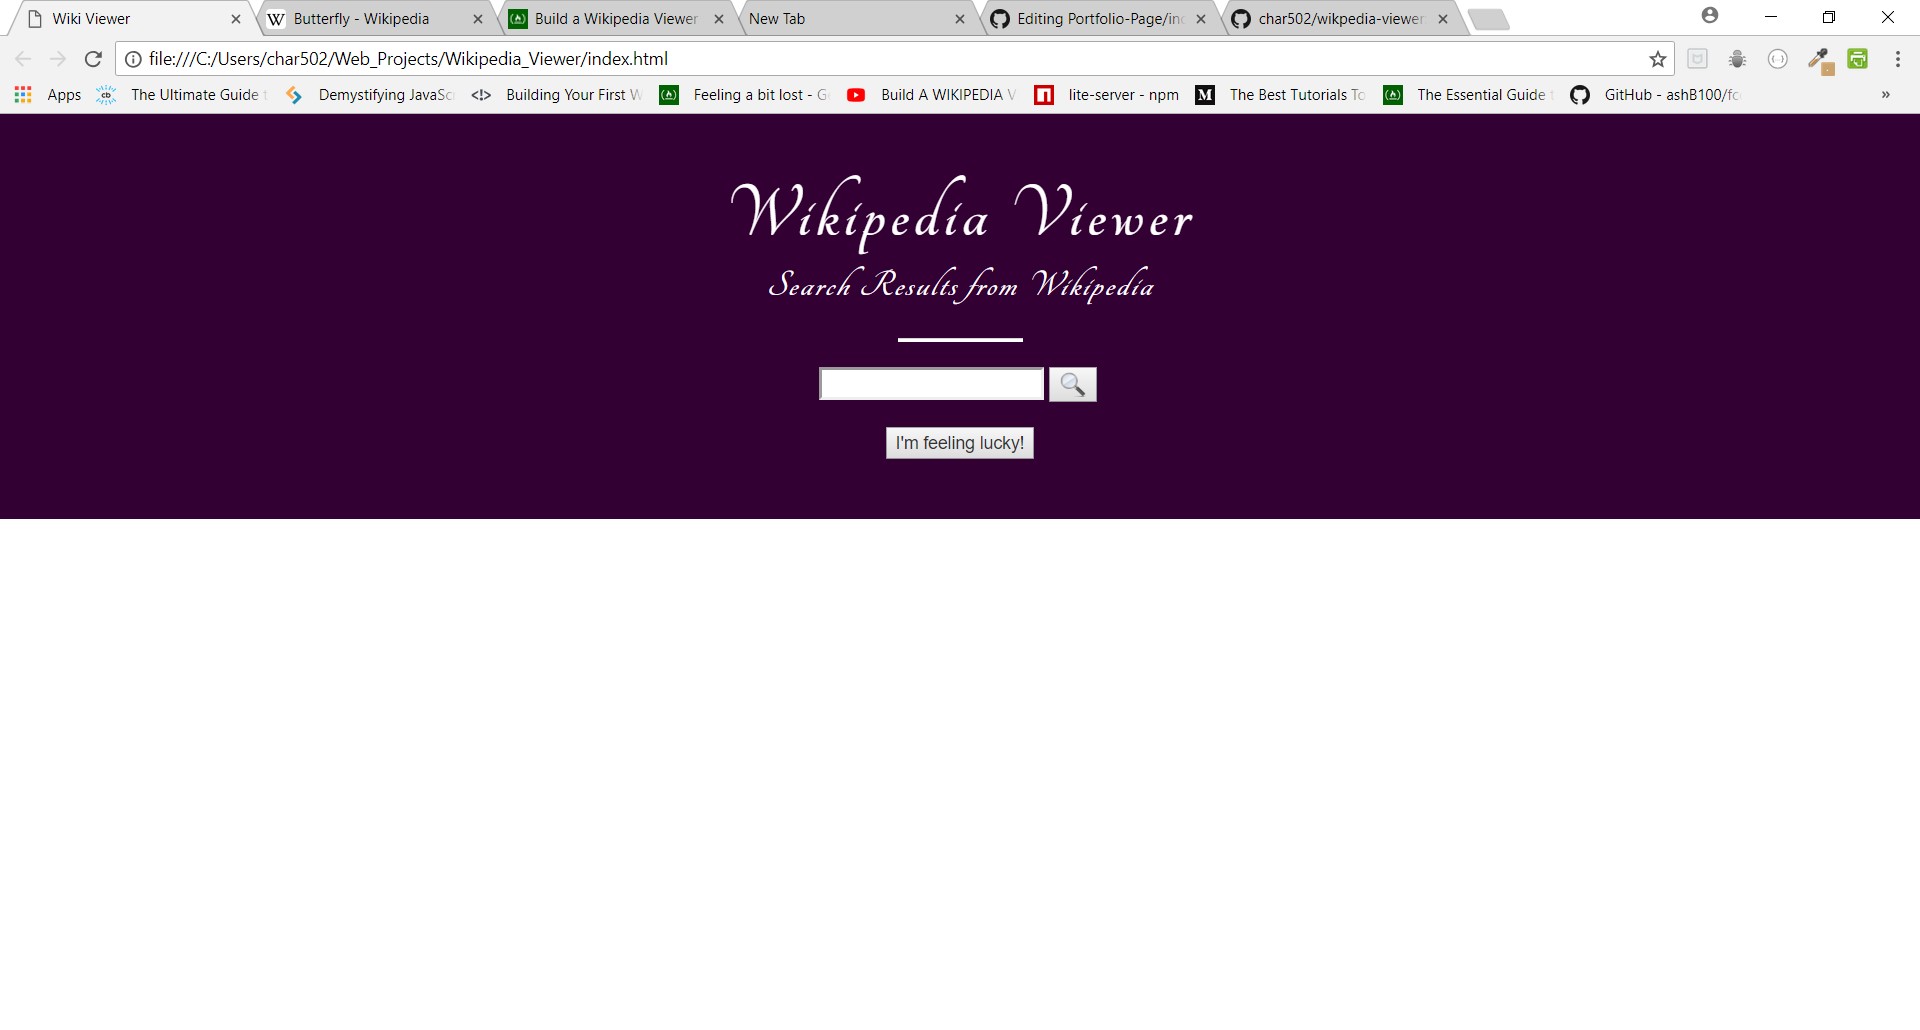 Wiki Viewer
Butterfly - Wikipedia
Build a Wikipedia Viewer
New Tab
Editing Portfolio-Page/in
char502/wikpedia-viewer
file:///C:/Users/char502/Web_Projects/Wikipedia_Viewer/index.html
Apps
cb
The Ultimate Guide
Demystifying JavaSc
<!>
Building Your First W
Feeling a bit lost - G
Build A WIKIPEDIA V
lite-server - npm
M
The Best Tutorials To
The Essential Guide
GitHub - ashB100/fc
»
Wikipedia Viewer
Search Results from Wikipedia
I'm feeling lucky!